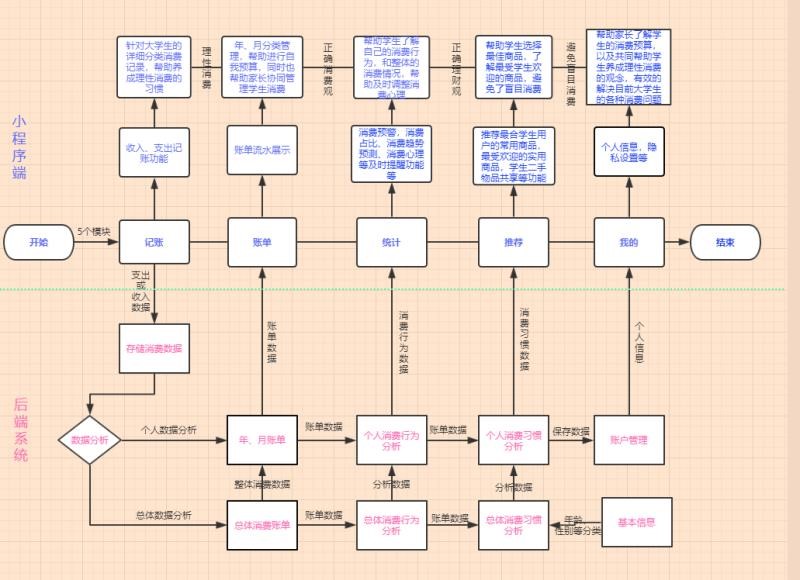 针对大学生的
详细分类消费
记录，帮助养
成理性消费的
习惯
理性消费
年、月分类管
理，帮助进行自
我预算，同时也
帮助家长协同管
理学生消费
正确消费观
帮助学生了解
自己的消费行
为，和整体的
消费情况，帮
助及时调整消
费心理
正确理财观
帮助学生选择
最佳商品，了
解最受学生欢
迎的商品，避
免了盲目消费
避免盲目消费
帮助家长了解学
生的消费预算，
以及共同帮助学
生养成理性消费
的观念，有效的
解决目前大学生
的各种消费问题
小程序端
收入、支出记
账功能
账单流水展示
消费预警，消费
占比、消费趋势
预测、消费心理
等及时提醒功能
等
推荐最合学生用
户的常用商品，
最受欢迎的实用
商品，学生二手
物品共享等功能
个人信息，隐
私设置等
开始
5个模块
记账
账单
统计
推荐
我的
结束
支出
或
收入
数据
账单数据
消费行为数据
消费习惯数据
个人信息
存储消费数据
后端系统
数据分析
个人数据分析
年、月账单
账单数据
个人消费行为
分析
账单数据
个人消费习惯
分析
保存数据
账户管理
整体消费数据
分析数据
分析数据
总体数据分析
总体消费账单
账单数据
总体消费行为
分析
账单数据
总体消费习惯
分析
年龄，
性别等分类
基本信息